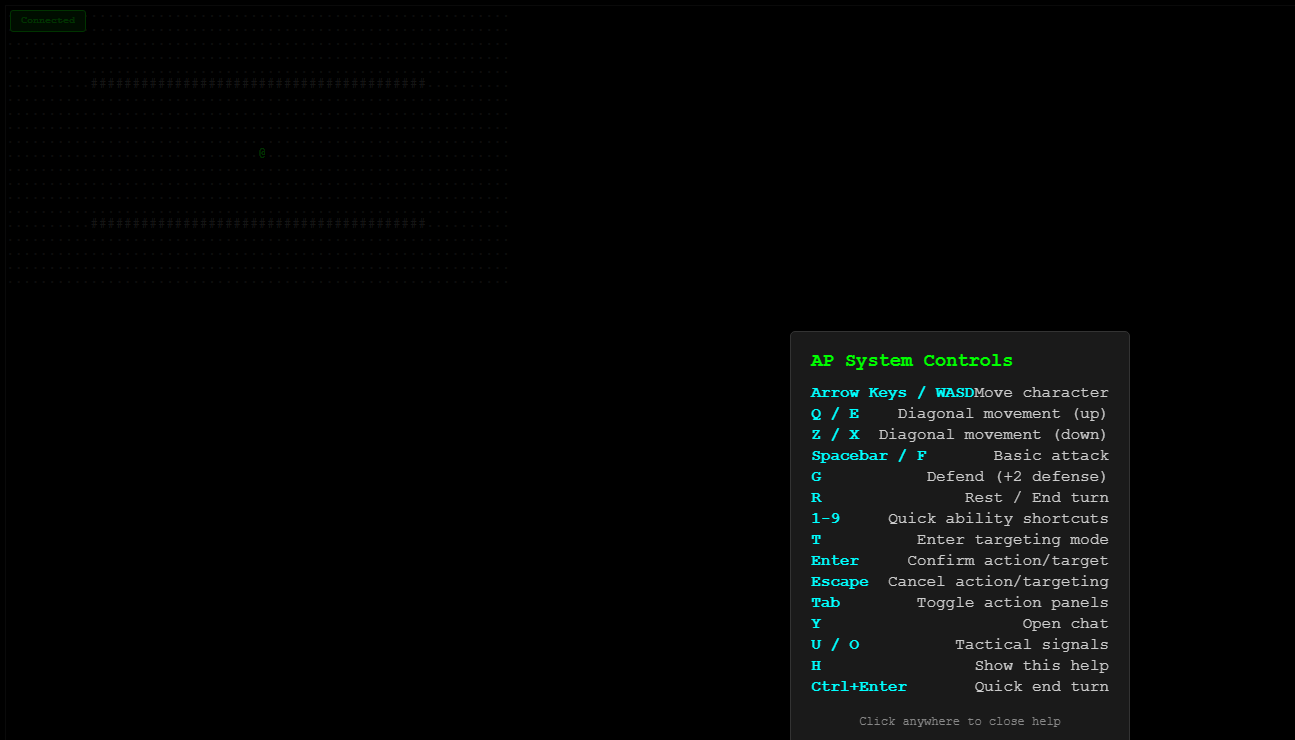 Connected
########################################
@
########################################
AP System Controls
Arrow Keys / WASD Move character
Q / E Diagonal movement (up)
Z / X Diagonal movement (down)
Spacebar / F Basic attack
G Defend (+2 defense)
R Rest / End turn
1-9 Quick ability shortcuts
T Enter targeting mode
Enter Confirm action/target
Escape Cancel action/targeting
Tab Toggle action panels
Y Open chat
U / O Tactical signals
H Show this help
Ctrl+Enter Quick end turn
Click anywhere to close help